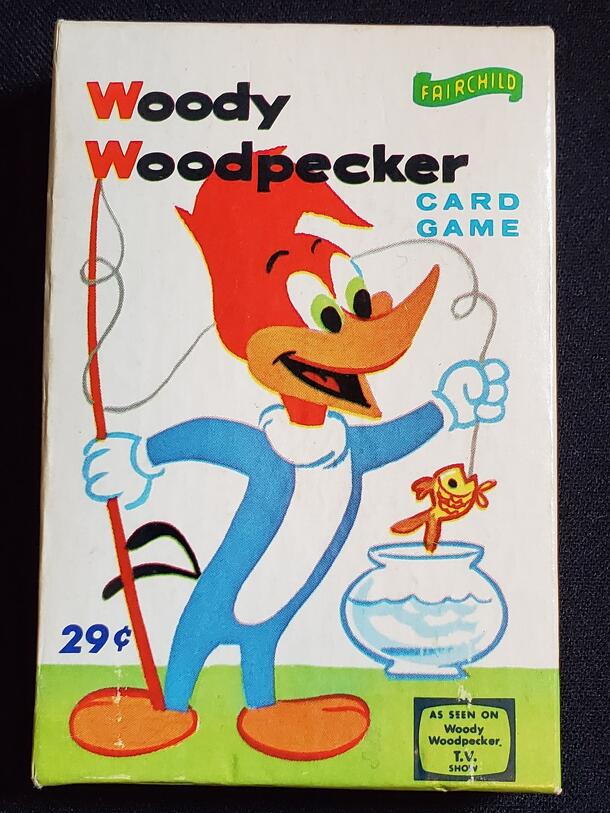 Woody
Woodpecker
FAIRCHILD
CARD
GAME
29¢
AS SEEN ON
Woody
Woodpecker
T.V.
SHOW